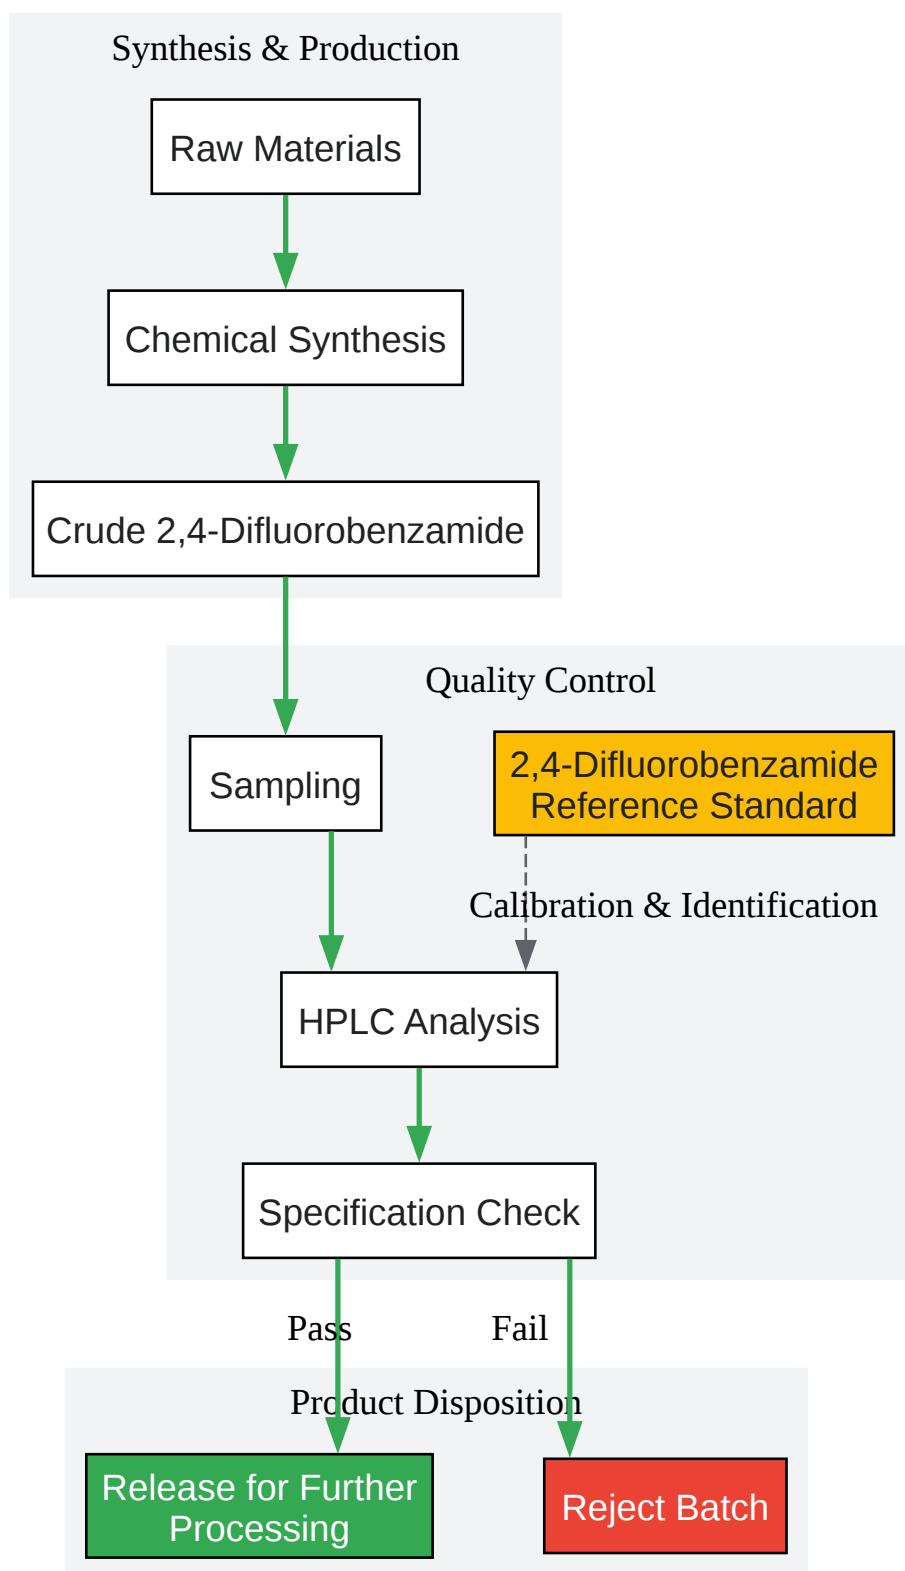 Synthesis & Production
Raw Materials
Chemical Synthesis
Crude 2,4-Difluorobenzamide
Quality Control
Sampling
2,4-Difluorobenzamide
Reference Standard
Calibration & Identification
HPLC Analysis
Specification Check
Pass
Fail
Product Disposition
Release for Further
Processing
Reject Batch